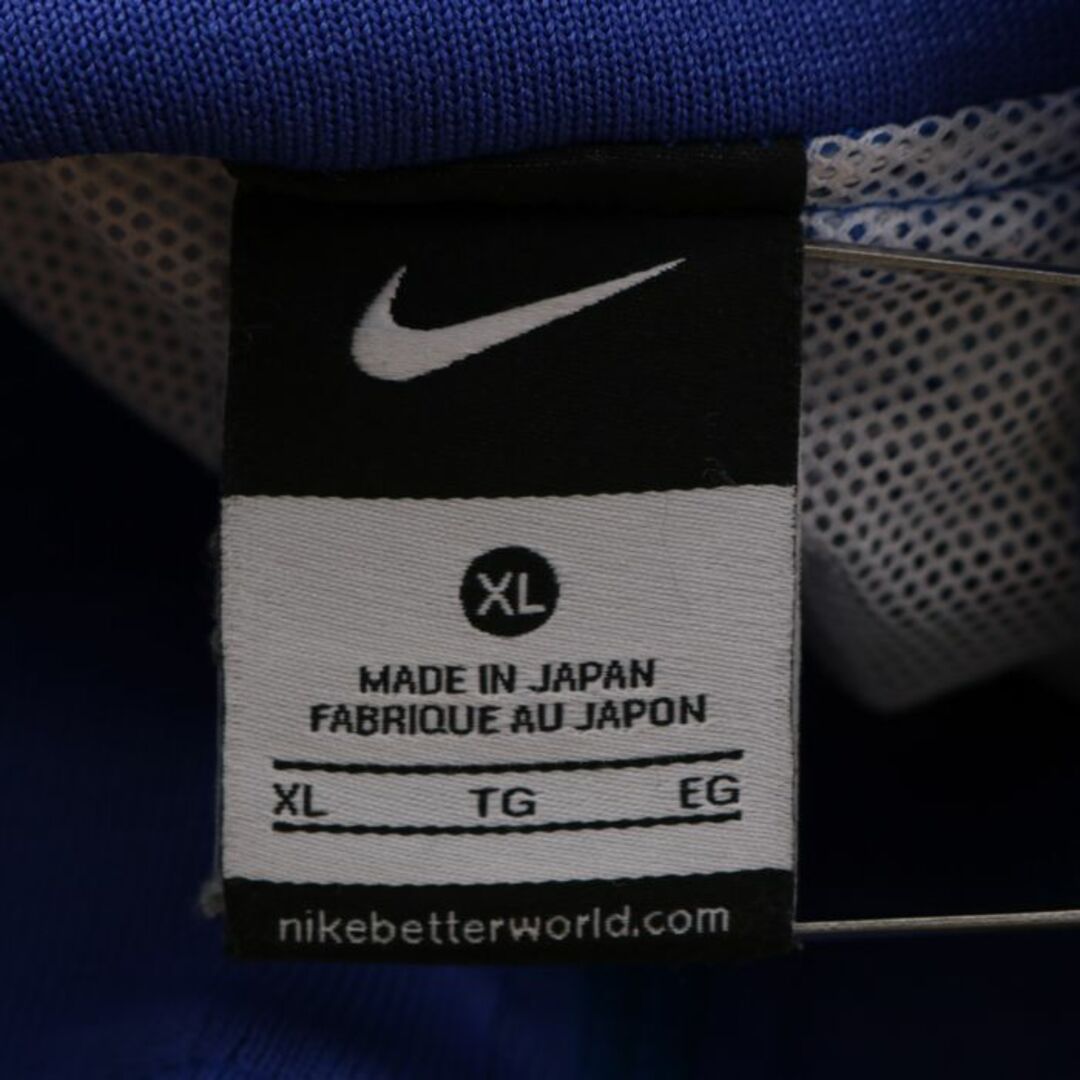 XL
MADE IN JAPAN
FABRIQUE AU JAPON
XL TG EG
nikebetterworld.com